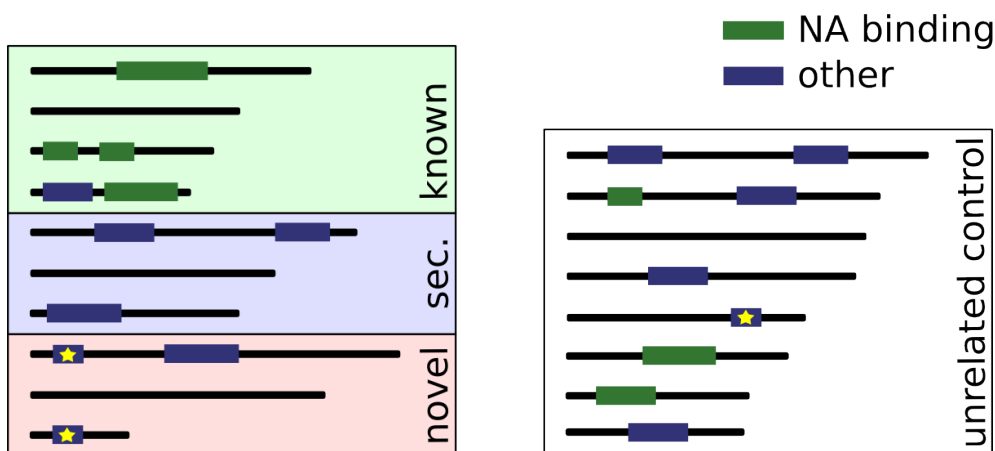 NA binding
other
known
sec.
novel
unrelated control